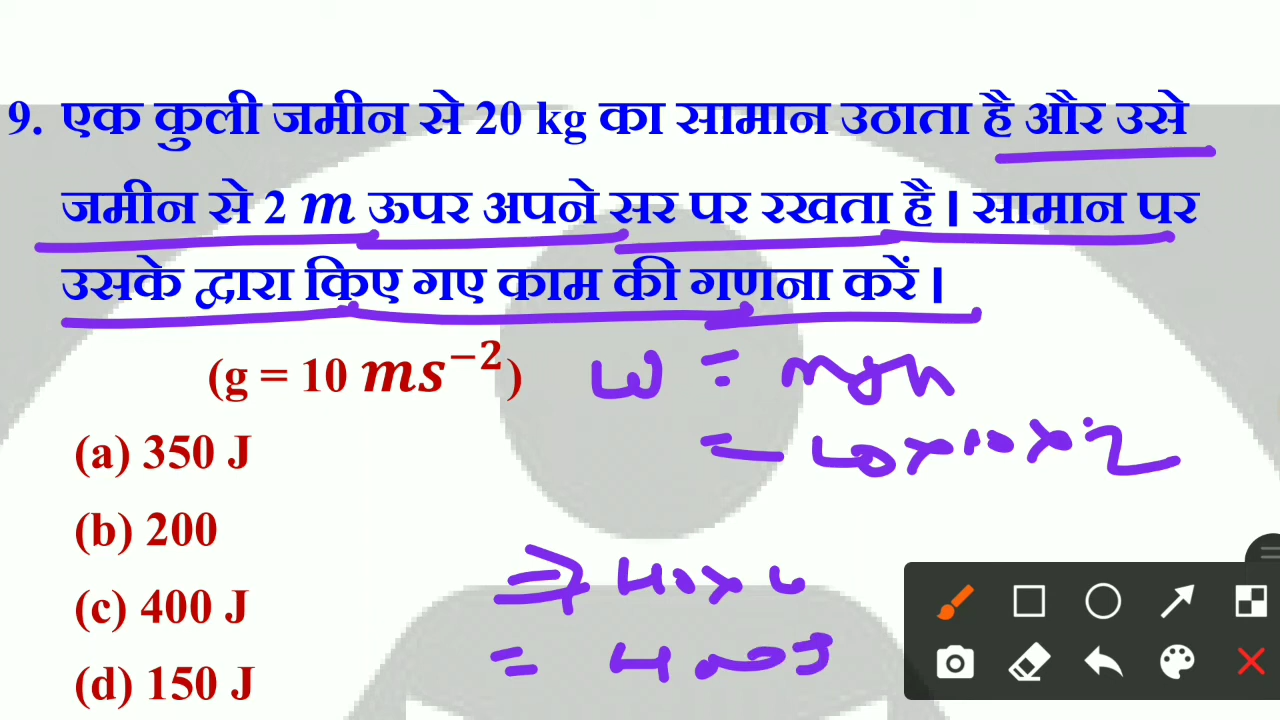 9. एक कुली जमीन से 20 kg का सामान उठाता है और उसे
जमीन से 2 m ऊपर अपने सर पर रखता है। सामान पर
उसके द्वारा किए गए काम की गणना करें।
(g = 10 ms⁻²)
W = mgh
(a) 350 J
= 20×10×2
(b) 200
(c) 400 J
= 400J
(d) 150 J